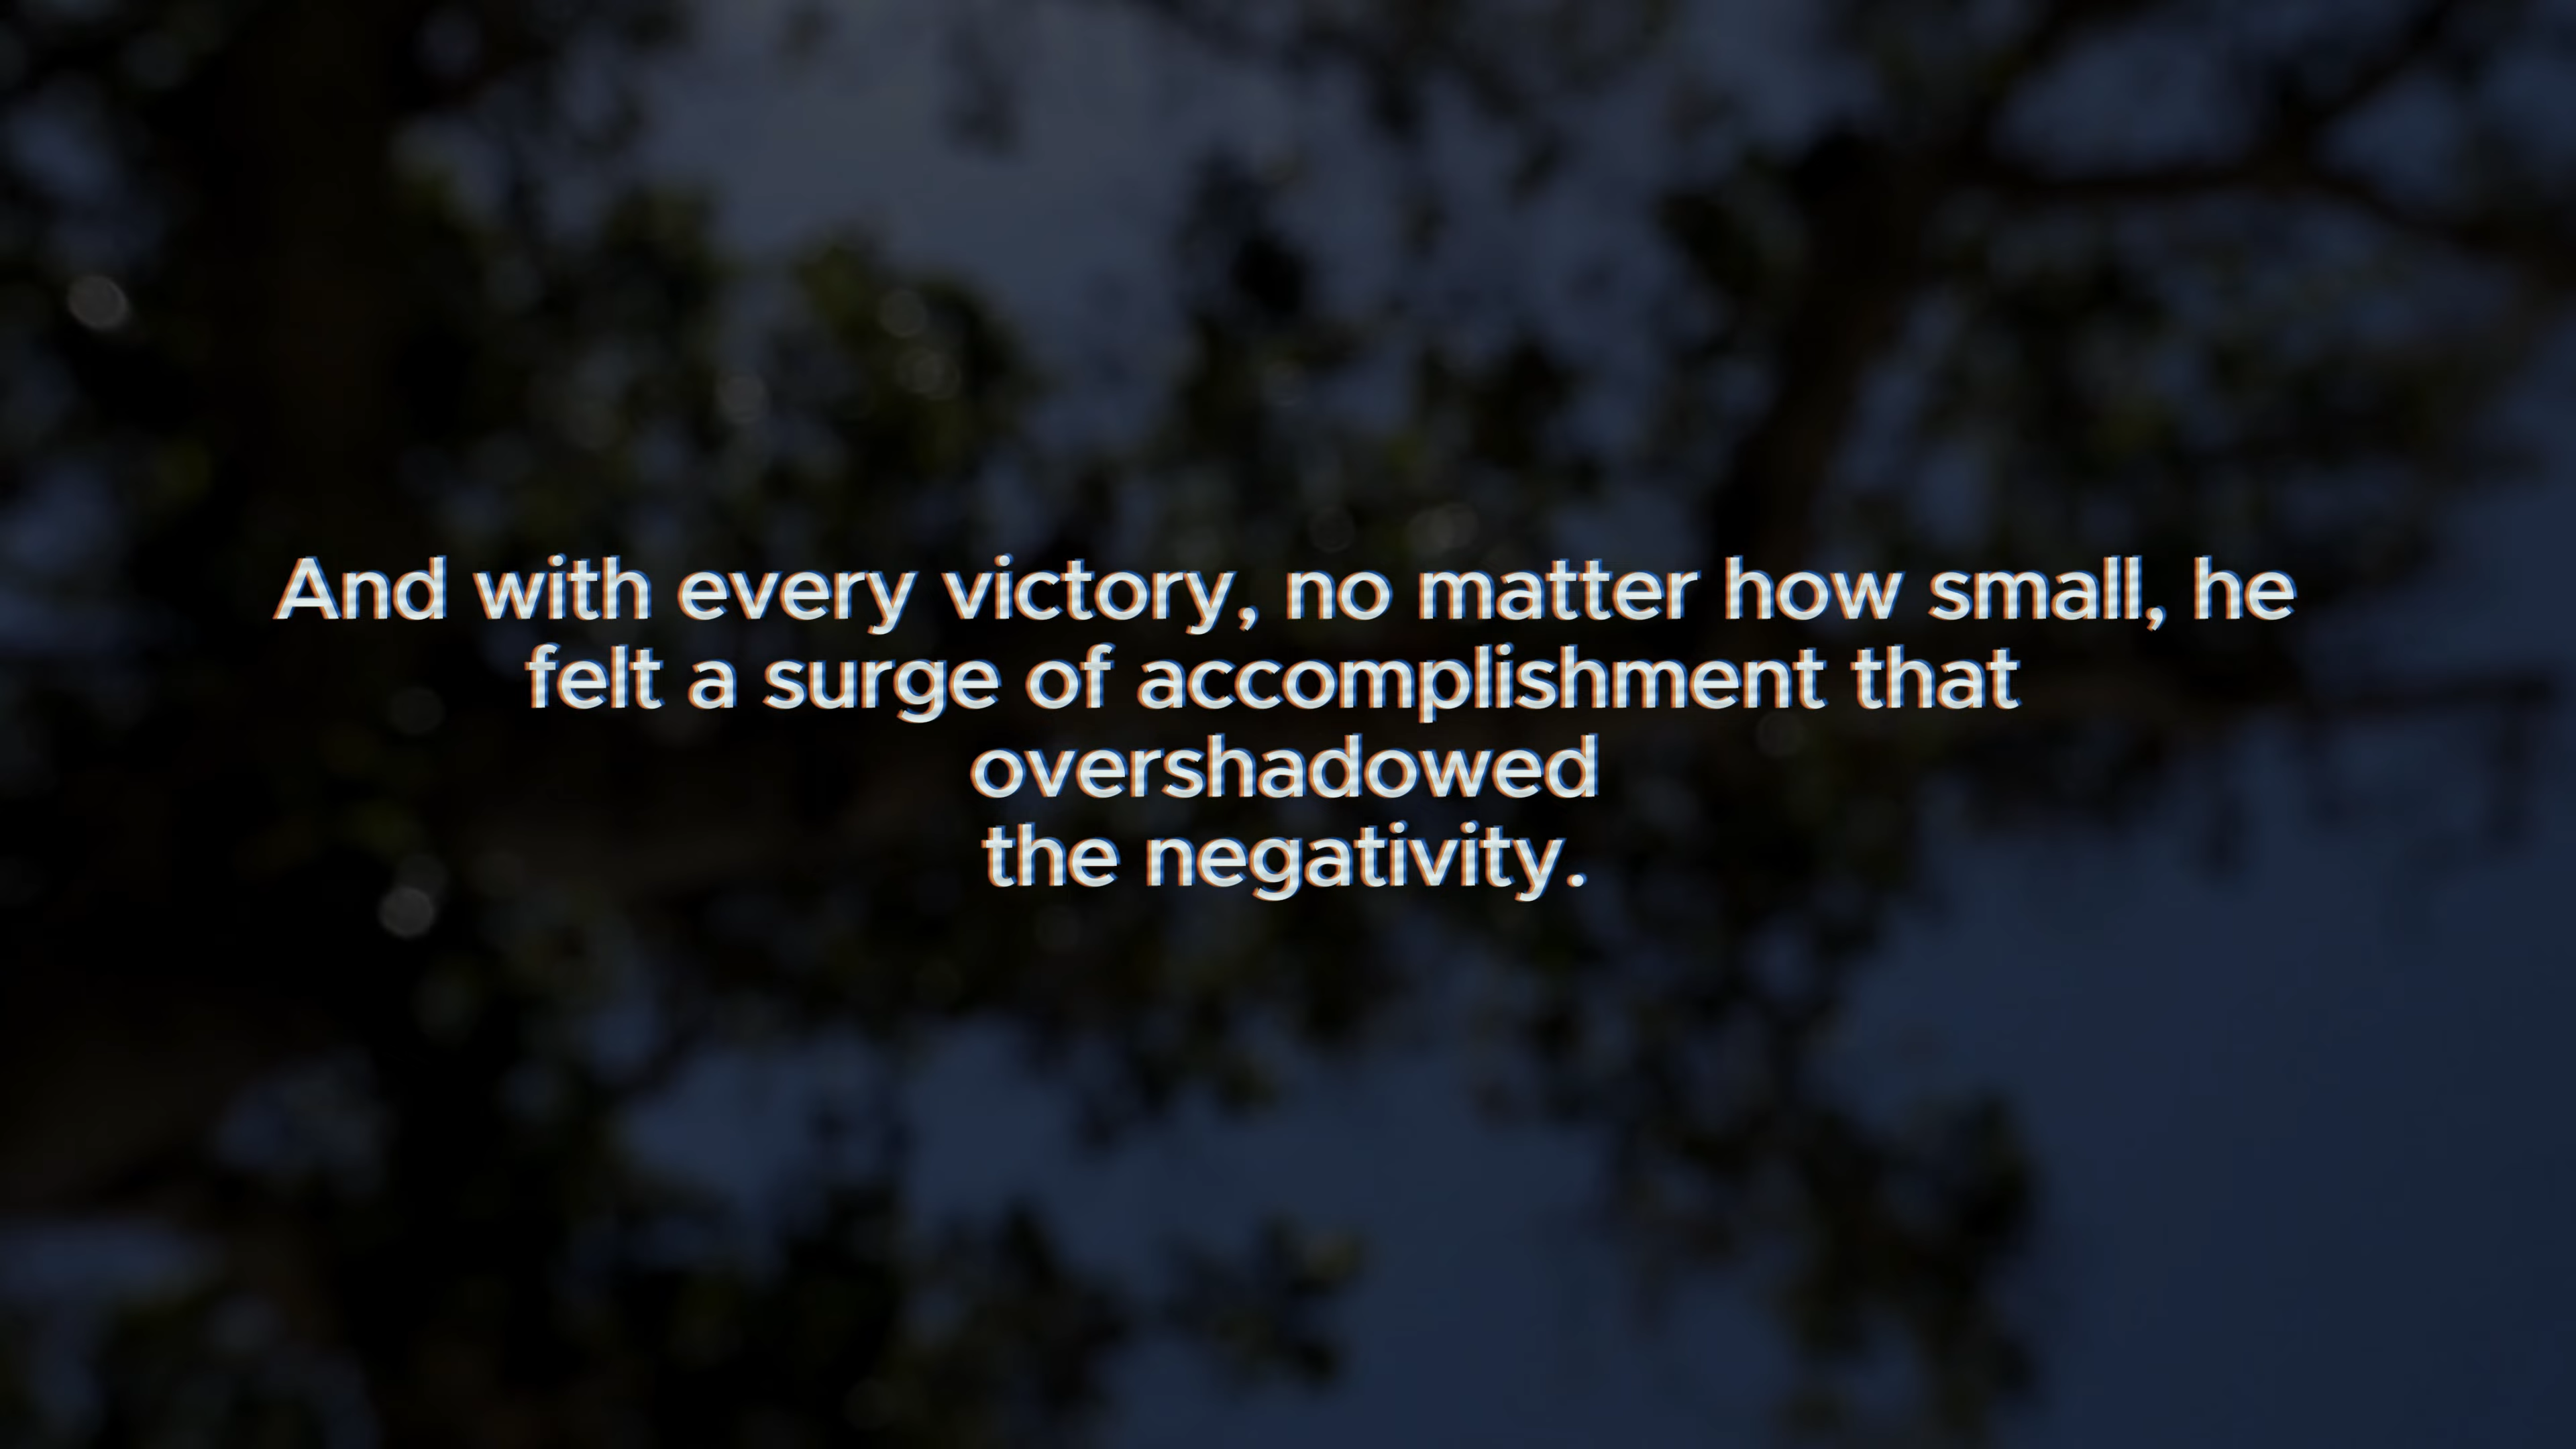 And with every victory, no matter how small, he
felt a surge of accomplishment that
overshadowed
the negativity.